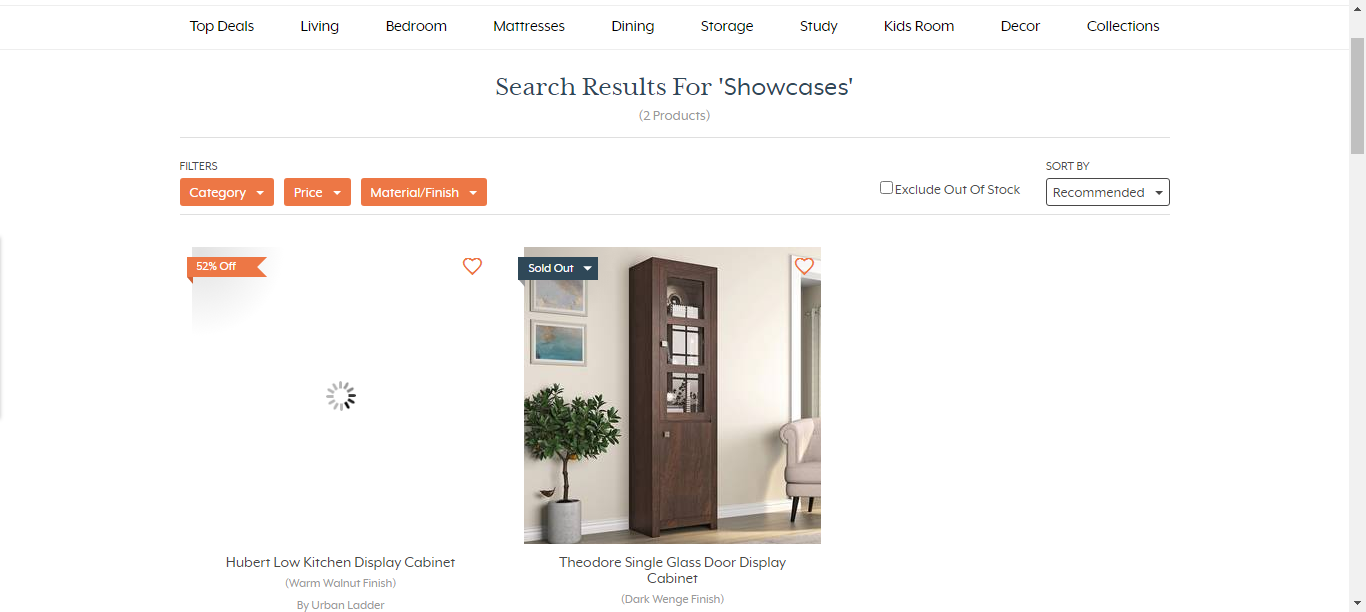 Top Deals Living Bedroom Mattresses Dining Storage Study Kids Room Decor Collections
Search Results For 'Showcases'
(2 Products)
FILTERS
SORT BY
Category Price Material/Finish
Exclude Out Of Stock
Recommended
52% Off
Sold Out
Hubert Low Kitchen Display Cabinet
(Warm Walnut Finish)
By Urban Ladder
Theodore Single Glass Door Display
Cabinet
(Dark Wenge Finish)